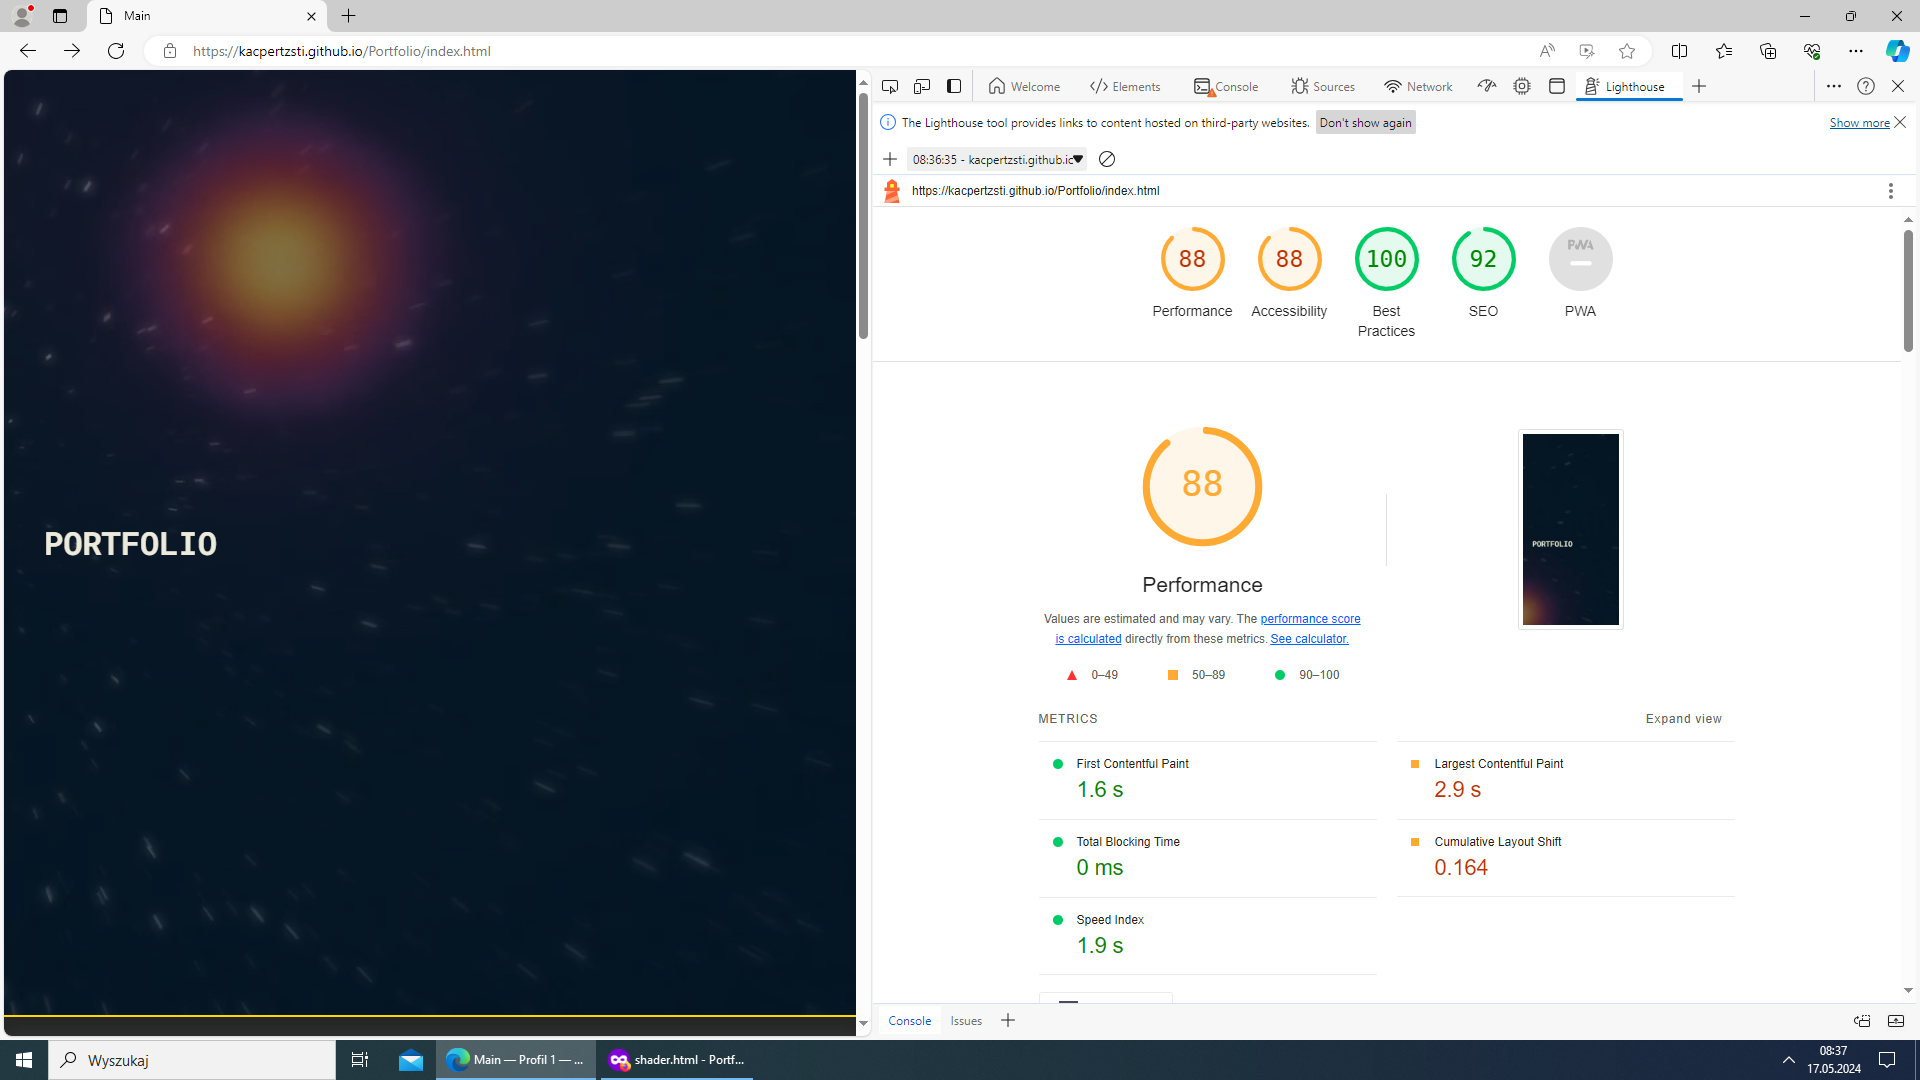 Main
https://kacpertzsti.github.io/Portfolio/index.html
Welcome
Elements
Console
Sources
Network
Lighthouse
The Lighthouse tool provides links to content hosted on third-party websites.
Don't show again
Show more
08:36:35 - kacpertzsti.github.ic
https://kacpertzsti.github.io/Portfolio/index.html
88
88
100
92
PWA
Performance
Accessibility
Best
Practices
SEO
PWA
PORTFOLIO
88
PORTFOLIO
Performance
Values are estimated and may vary. The performance score
is calculated directly from these metrics. See calculator.
0–49
50–89
90–100
METRICS
Expand view
First Contentful Paint
1.6 s
Largest Contentful Paint
2.9 s
Total Blocking Time
0 ms
Cumulative Layout Shift
0.164
Speed Index
1.9 s
Console
Issues
Wyszukaj
Main — Profil 1 — ...
shader.html - Portf...
08:37
17.05.2024